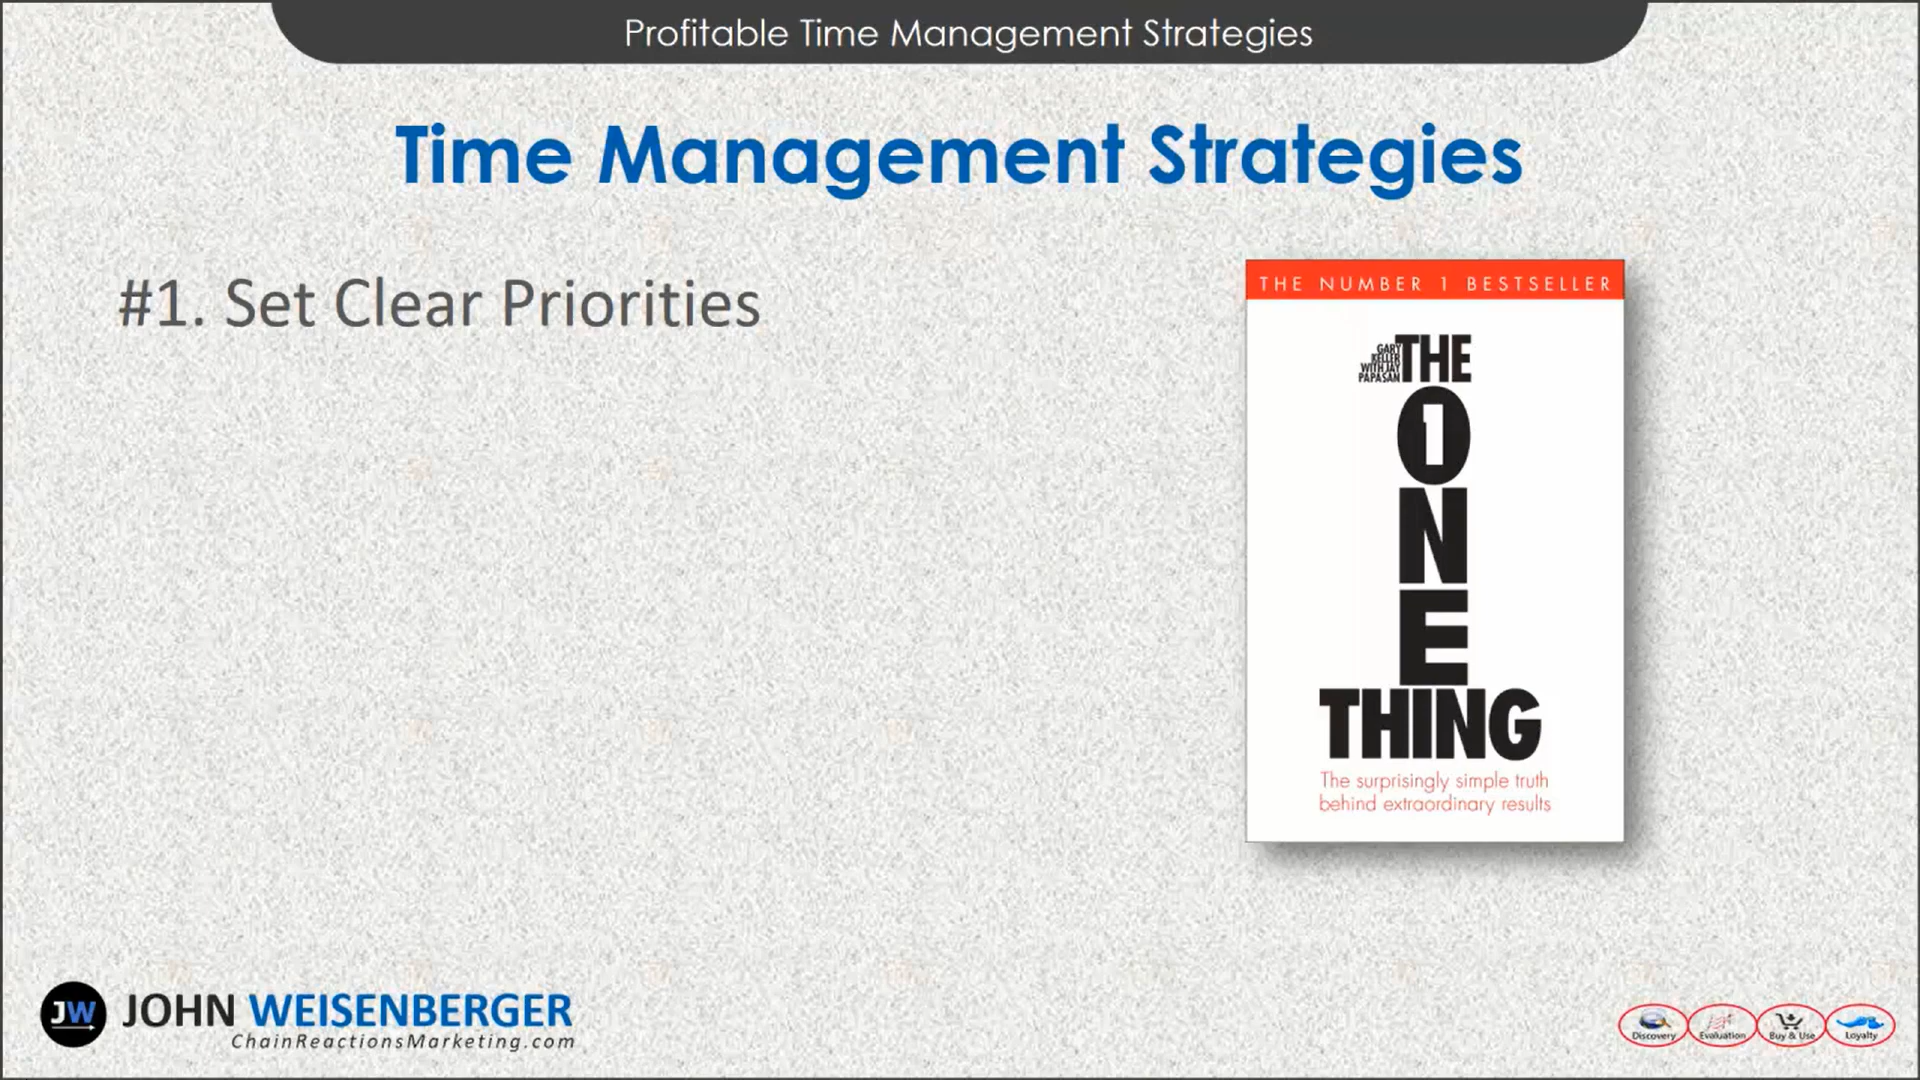 Profitable Time Management Strategies
Time Management Strategies
#1. Set Clear Priorities
THE NUMBER 1 BESTSELLER
GARY
KELLER
WITH JAY
PAPASAN
THE
O
1
N
E
THING
The surprisingly simple truth
behind extraordinary results
JW
JOHN WEISENBERGER
ChainReactionsMarketing.com
Discovery
Evaluation
Buy & Use
Loyalty